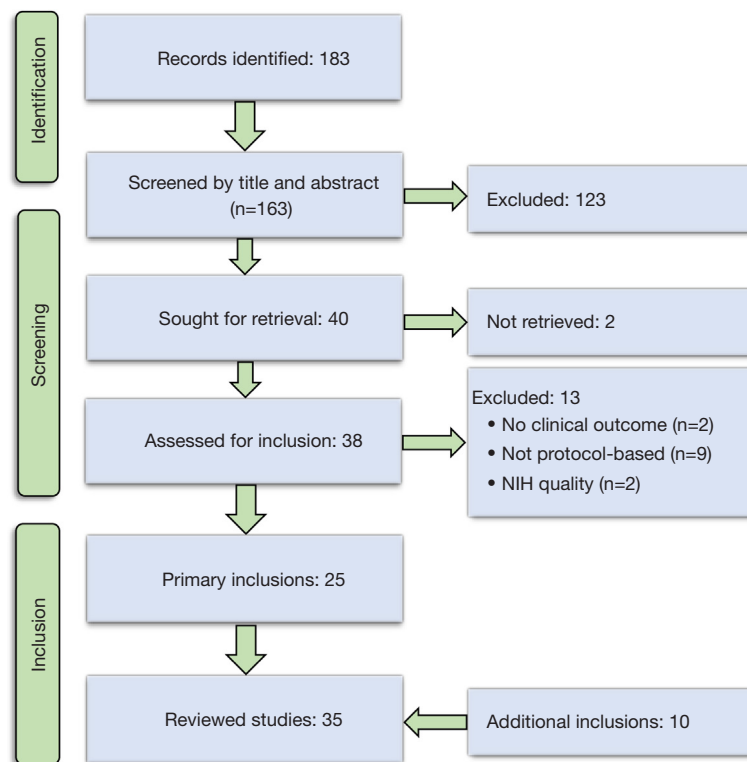 Identification
Records identified: 183
Screened by title and abstract
(n=163)
Excluded: 123
Screening
Sought for retrieval: 40
Not retrieved: 2
Assessed for inclusion: 38
Excluded: 13
• No clinical outcome (n=2)
• Not protocol-based (n=9)
• NIH quality (n=2)
Inclusion
Primary inclusions: 25
Reviewed studies: 35
Additional inclusions: 10